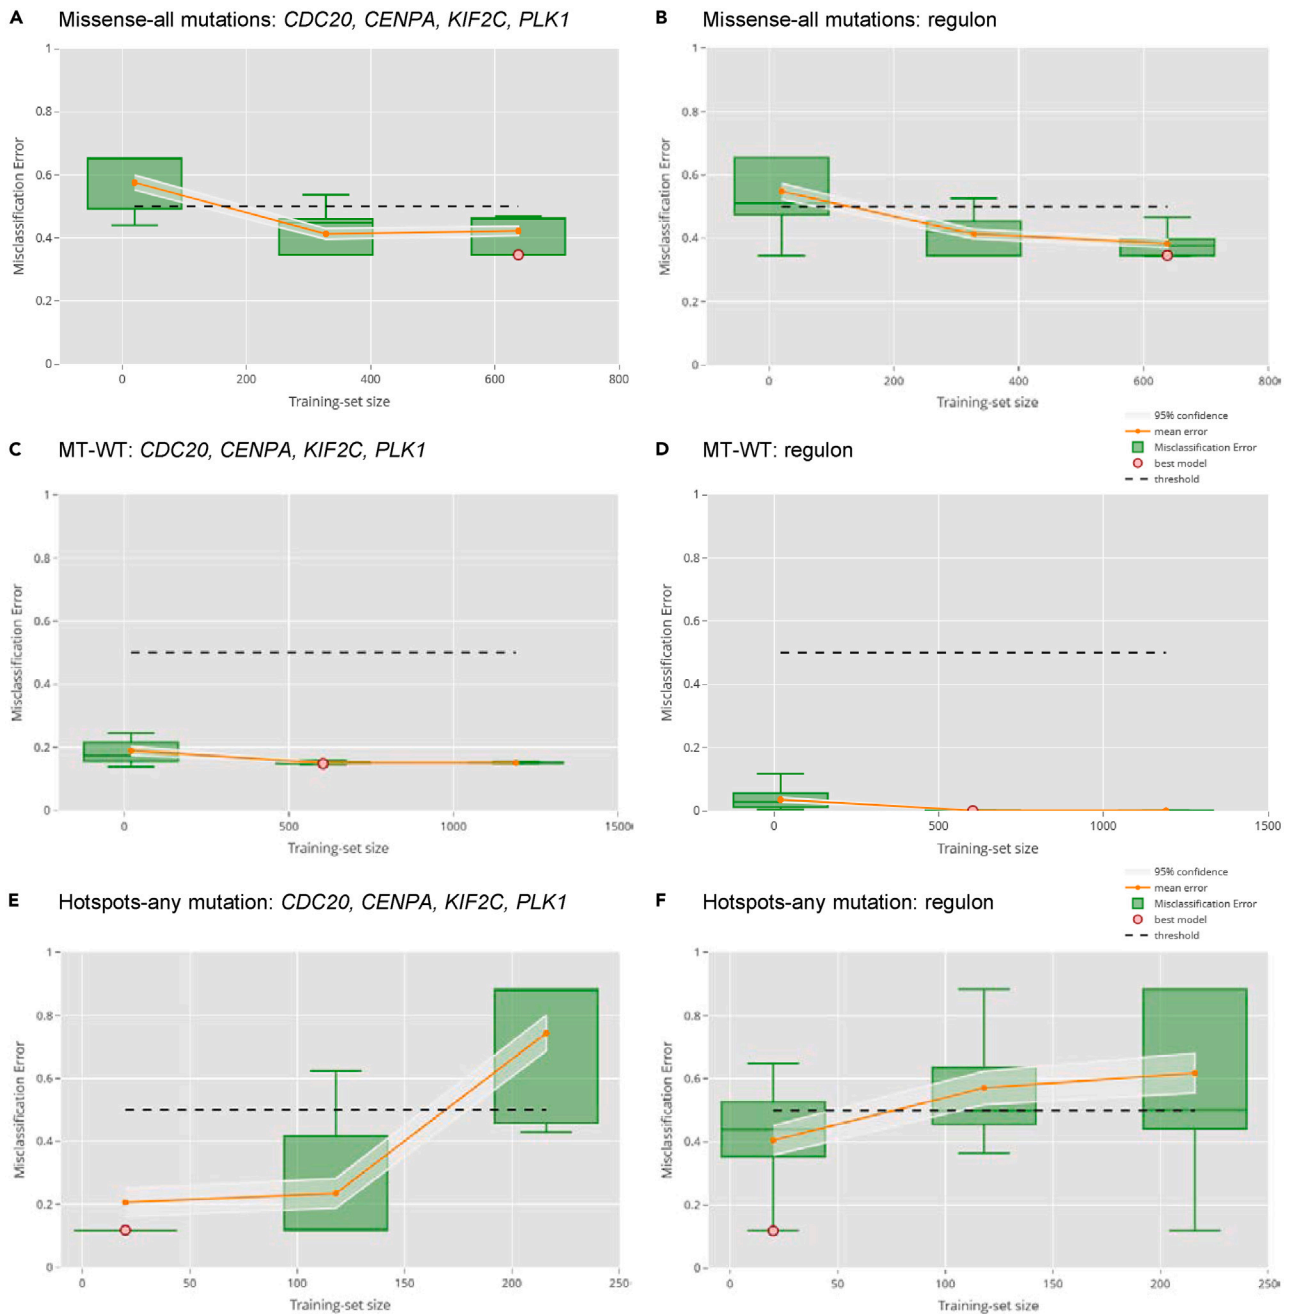 A Missense-all mutations: CDC20, CENPA, KIF2C, PLK1
1
0.8
0.6
0.4
0.2
0
Misclassification Error
0 200 400 600 800
Training-set size
B Missense-all mutations: regulon
1
0.8
0.6
0.4
0.2
0
Misclassification Error
0 200 400 600 800
Training-set size
95% confidence
mean error
Misclassification Error
best model
threshold
C MT-WT: CDC20, CENPA, KIF2C, PLK1
1
0.8
0.6
0.4
0.2
0
Misclassification Error
0 500 1000 1500
Training-set size
D MT-WT: regulon
1
0.8
0.6
0.4
0.2
0
Misclassification Error
0 500 1000 1500
Training-set size
95% confidence
mean error
Misclassification Error
best model
threshold
E Hotspots-any mutation: CDC20, CENPA, KIF2C, PLK1
1
0.8
0.6
0.4
0.2
0
Misclassification Error
0 50 100 150 200 250
Training-set size
F Hotspots-any mutation: regulon
1
0.8
0.6
0.4
0.2
0
Misclassification Error
0 50 100 150 200 250
Training-set size